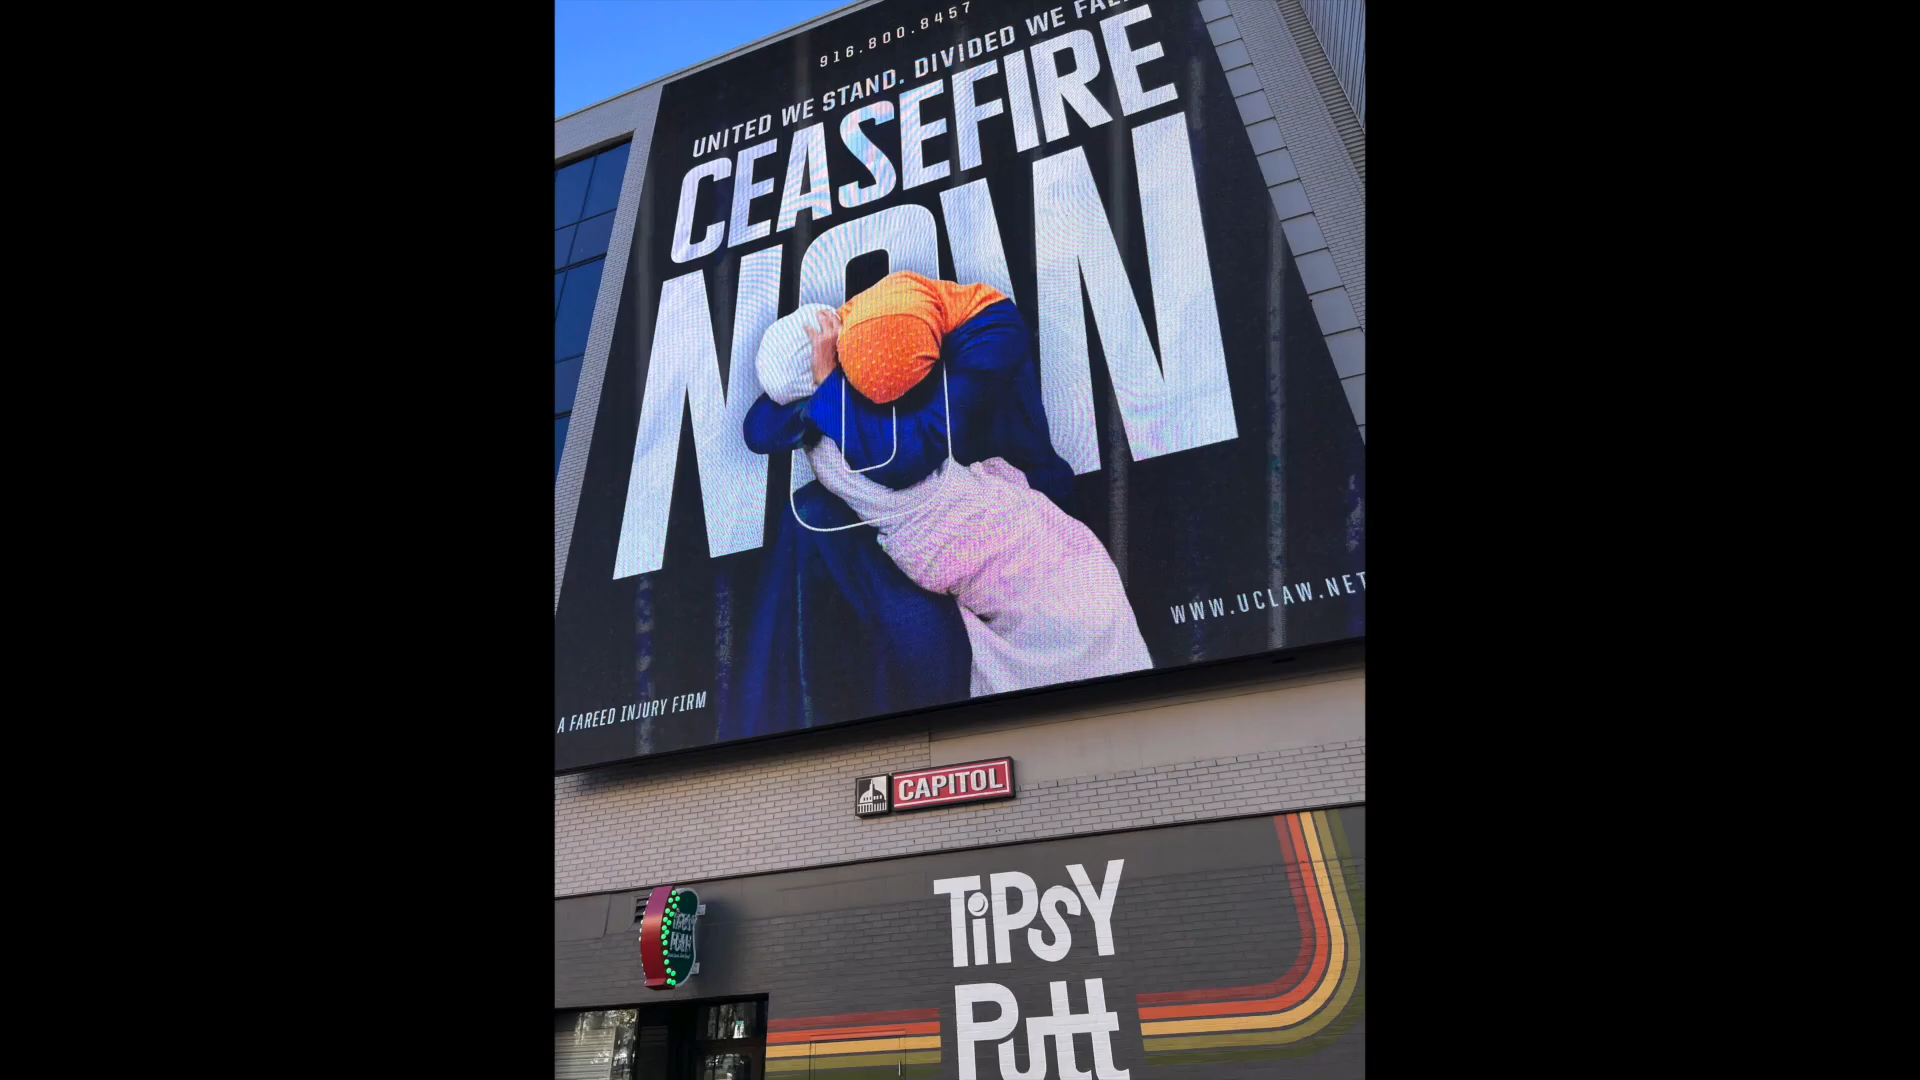 916.800.8457
UNITED WE STAND. DIVIDED WE
CEASEFIRE
NOW
WWW.UCLAW.NET
A FAREED INJURY FIRM
CAPITOL
TiPSY
PUTT